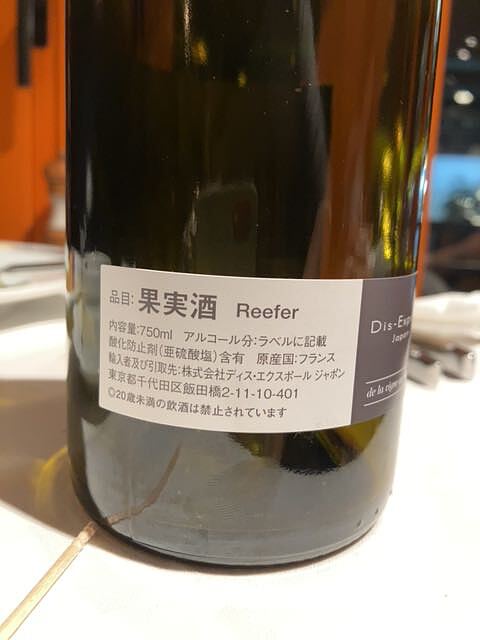 品目: 果実酒 Reefer
内容量:750ml アルコール分:ラベルに記載
酸化防止剤(亜硫酸塩)含有 原産国:フランス
輸入者及び引取先:株式会社ディス・エクスポール ジャポン
東京都千代田区飯田橋2-11-10-401
◎20歳未満の飲酒は禁止されています
Dis-Exp
Japa
de la vigne